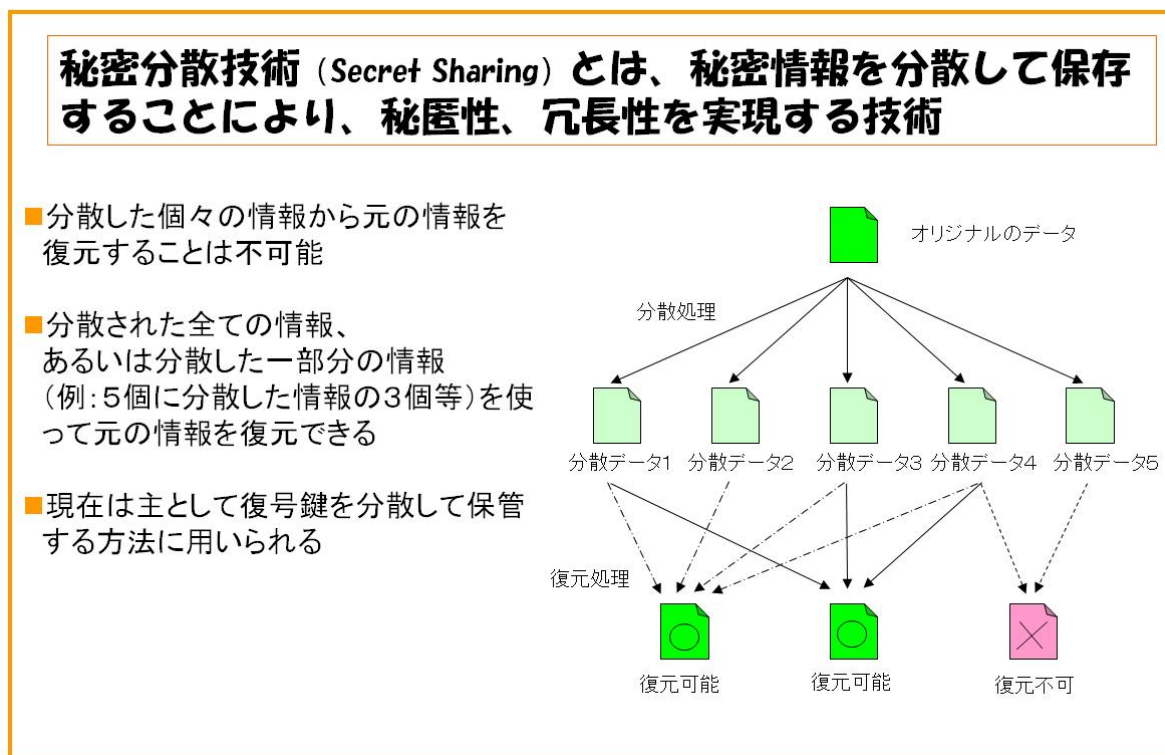 秘密分散技術（Secret Sharing）とは、秘密情報を分散して保存
することにより、秘匿性、冗長性を実現する技術
■分散した個々の情報から元の情報を
復元することは不可能
■分散された全ての情報、
あるいは分散した一部分の情報
（例：５個に分散した情報の３個等）を使
って元の情報を復元できる
■現在は主として復号鍵を分散して保管
する方法に用いられる
オリジナルのデータ
分散処理
分散データ1 分散データ2 分散データ3 分散データ4 分散データ5
復元処理
復元可能 復元可能 復元不可